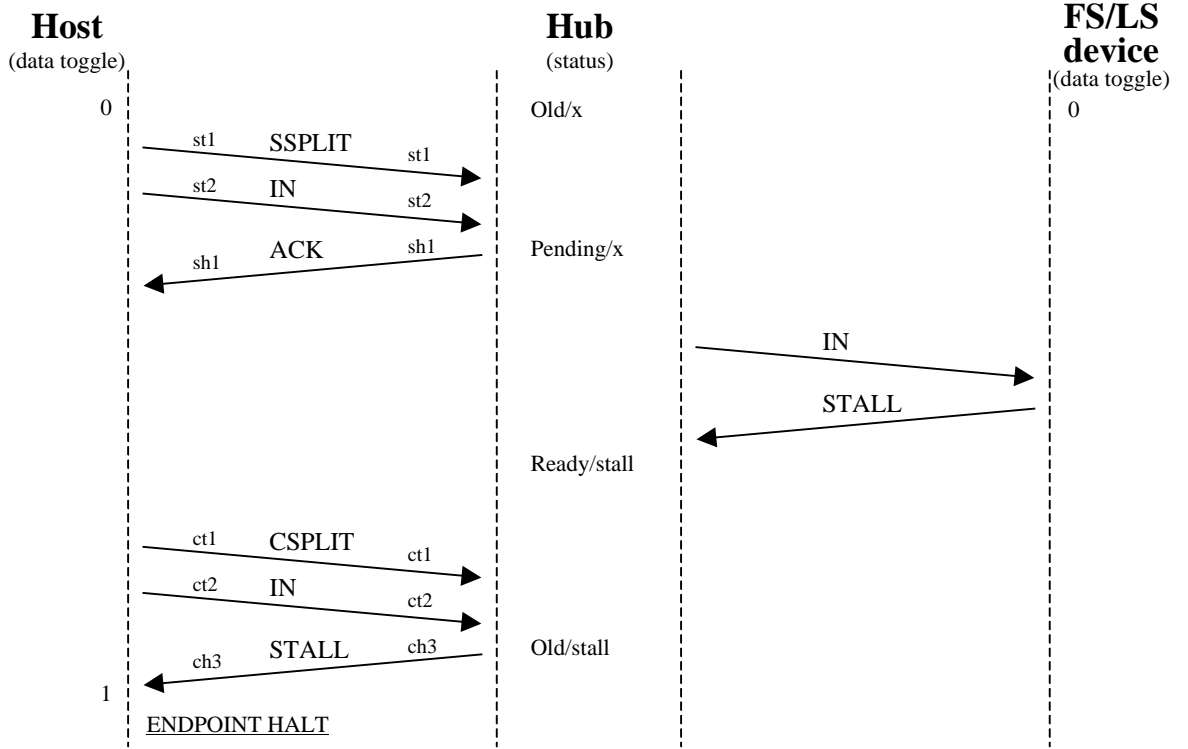 Host
(data toggle)
Hub
(status)
FS/LS
device
(data toggle)
0
Old/x
0
st1 SSPLIT st1
st2 IN st2
ACK sh1
sh1
Pending/x
IN
STALL
Ready/stall
ct1 CSPLIT ct1
ct2 IN ct2
STALL ch3
ch3
Old/stall
1
ENDPOINT HALT